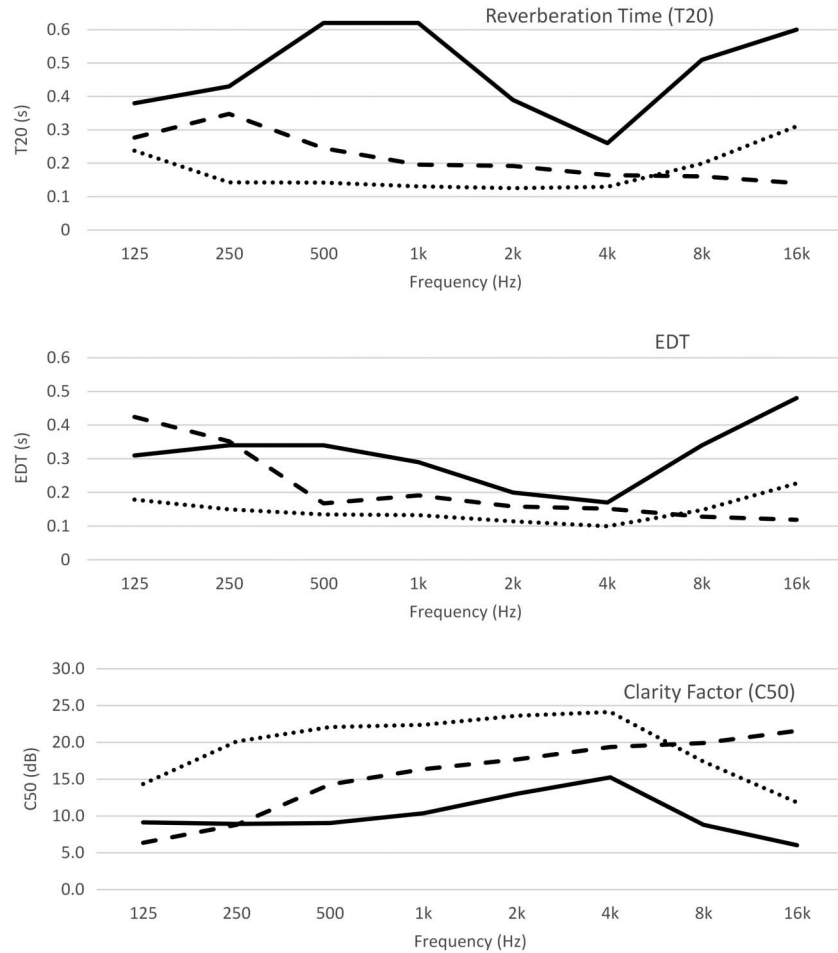 Reverberation Time (T20)
0.6
0.5
0.4
0.3
0.2
0.1
0
T20 (s)
125 250 500 1k 2k 4k 8k 16k
Frequency (Hz)
EDT
0.6
0.5
0.4
0.3
0.2
0.1
0
EDT (s)
125 250 500 1k 2k 4k 8k 16k
Frequency (Hz)
30.0
Clarity Factor (C50)
25.0
20.0
15.0
10.0
5.0
0.0
C50 (dB)
125 250 500 1k 2k 4k 8k 16k
Frequency (Hz)